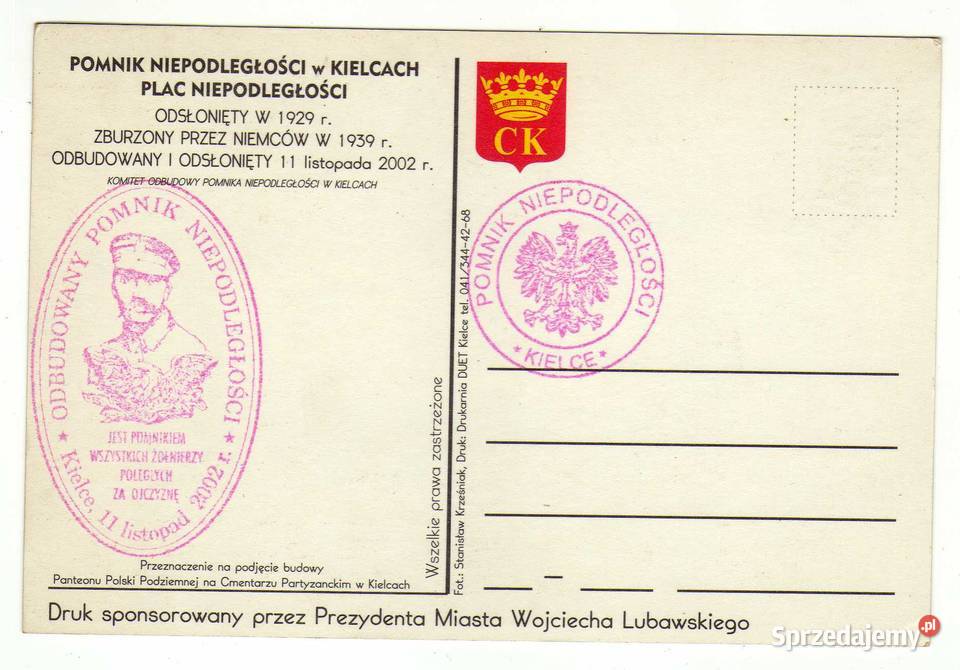 POMNIK NIEPODLEGŁOŚCI w KIELCACH
PLAC NIEPODLEGŁOŚCI
ODSŁONIĘTY W 1929 r.
ZBURZONY PRZEZ NIEMCÓW W 1939 r.
ODBUDOWANY I ODSŁONIĘTY 11 listopada 2002 r.
KOMITET ODBUDOWY POMNIKA NIEPODLEGŁOŚCI W KIELCACH
★ ODBUDOWANY POMNIK NIEPODLEGŁOŚCI ★
JEST POMNIKIEM
WSZYSTKICH ŻOŁNIERZY
POLEGŁYCH
ZA OJCZYZNĘ
Kielce, 11 listopad 2002 r.
Przeznaczenie na podjęcie budowy
Panteonu Polski Podziemnej na Cmentarzu Partyzanckim w Kielcach
Wszelkie prawa zastrzeżone
Fot.: Stanisław Krześniak, Druk: Drukarnia DUET Kielce tel. 041/344-42-68
CK
POMNIK NIEPODLEGŁOŚCI
* KIELCE *
Druk sponsorowany przez Prezydenta Miasta Wojciecha Lubawskiego
Sprzedajemy.pl